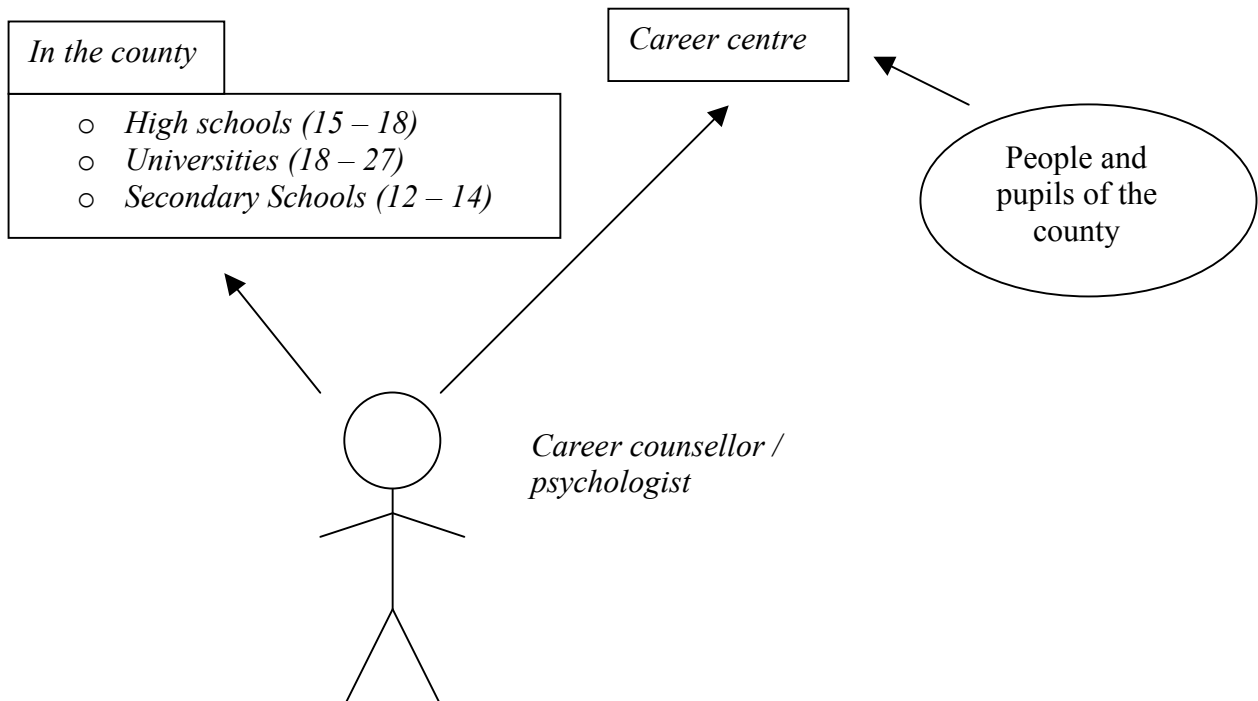 In the county
o High schools (15 – 18)
o Universities (18 – 27)
o Secondary Schools (12 – 14)
Career centre
People and
pupils of the
county
Career counsellor /
psychologist